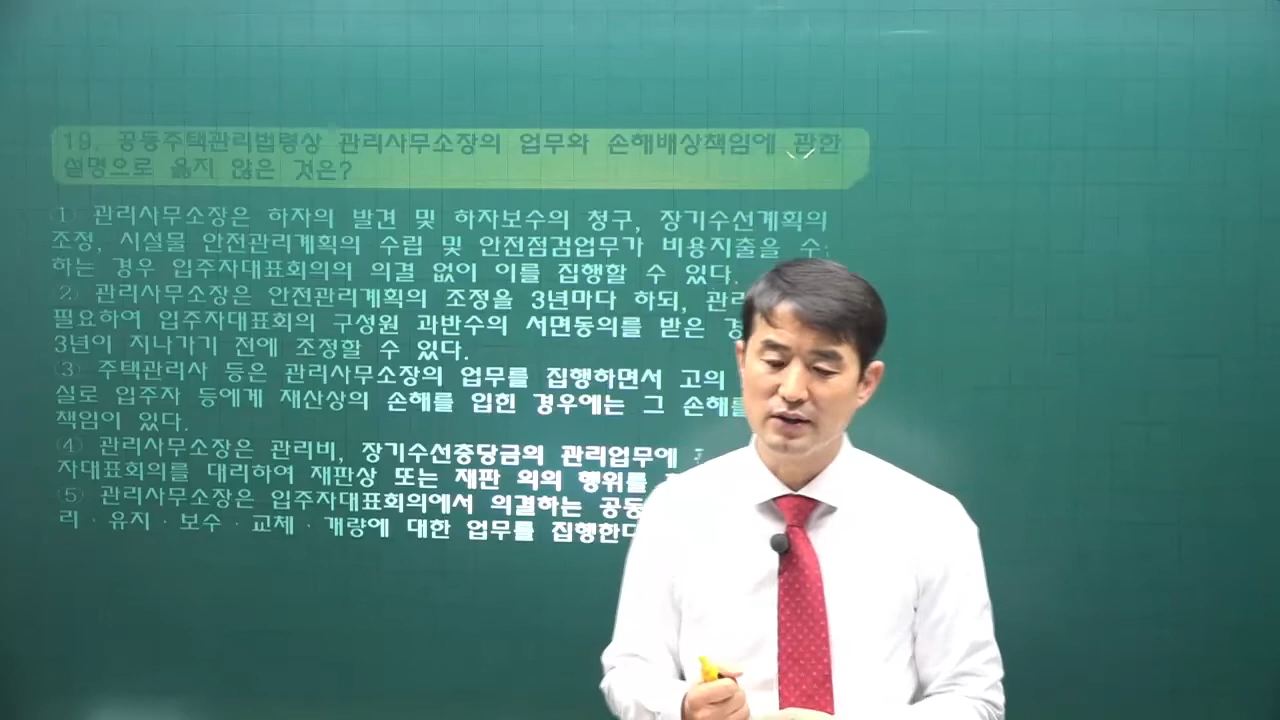 19. 공동주택관리법령상 관리사무소장의 업무와 손해배상책임에 관한
설명으로 옳지 않은 것은?
(1) 관리사무소장은 하자의 발견 및 하자보수의 청구, 장기수선계획의
조정, 시설물 안전관리계획의 수립 및 안전점검업무가 비용지출을 수
하는 경우 입주자대표회의의 의결 없이 이를 집행할 수 있다.
(2) 관리사무소장은 안전관리계획의 조정을 3년마다 하되, 관리
필요하여 입주자대표회의 구성원 과반수의 서면동의를 받은
3년이 지나가기 전에 조정할 수 있다.
(3) 주택관리사 등은 관리사무소장의 업무를 집행하면서 고의
실로 입주자 등에게 재산상의 손해를 입힌 경우에는 그 손해를
책임이 있다.
(4) 관리사무소장은 관리비, 장기수선충당금의 관리업무에
자대표회의를 대리하여 재판상 또는 재판 외의 행위를
(5) 관리사무소장은 입주자대표회의에서 의결하는 공동
리·유지·보수·교체·개량에 대한 업무를 집행한다